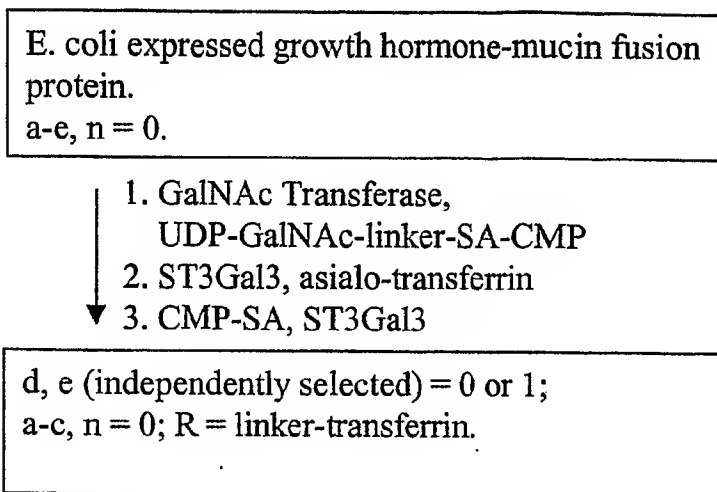 E. coli expressed growth hormone-mucin fusion
protein.
a-e, n = 0.
1. GalNAc Transferase,
UDP-GalNAc-linker-SA-CMP
2. ST3Gal3, asialo-transferrin
3. CMP-SA, ST3Gal3
d, e (independently selected) = 0 or 1;
a-c, n = 0; R = linker-transferrin.